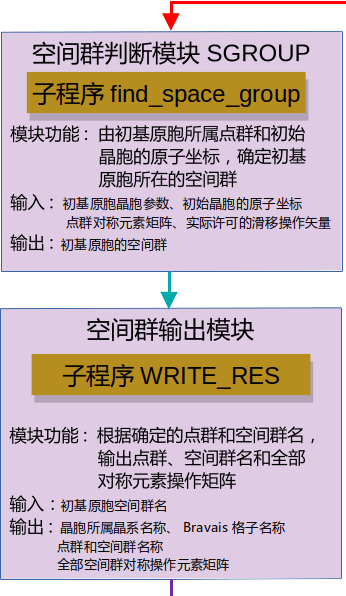 空间群判断模块 SGROUP
子程序 find_space_group
模块功能：由初基原胞所属点群和初始
晶胞的原子坐标，确定初基
原胞所在的空间群
输入：初基原胞晶胞参数、初始晶胞的原子坐标
点群对称元素矩阵、实际许可的滑移操作矢量
输出：初基原胞的空间群
空间群输出模块
子程序 WRITE_RES
模块功能：根据确定的点群和空间群名，
输出点群、空间群名和全部
对称元素操作矩阵
输入：初基原胞空间群名
输出：晶胞所属晶系名称、 Bravais 格子名称
点群和空间群名称
全部空间群对称操作元素矩阵